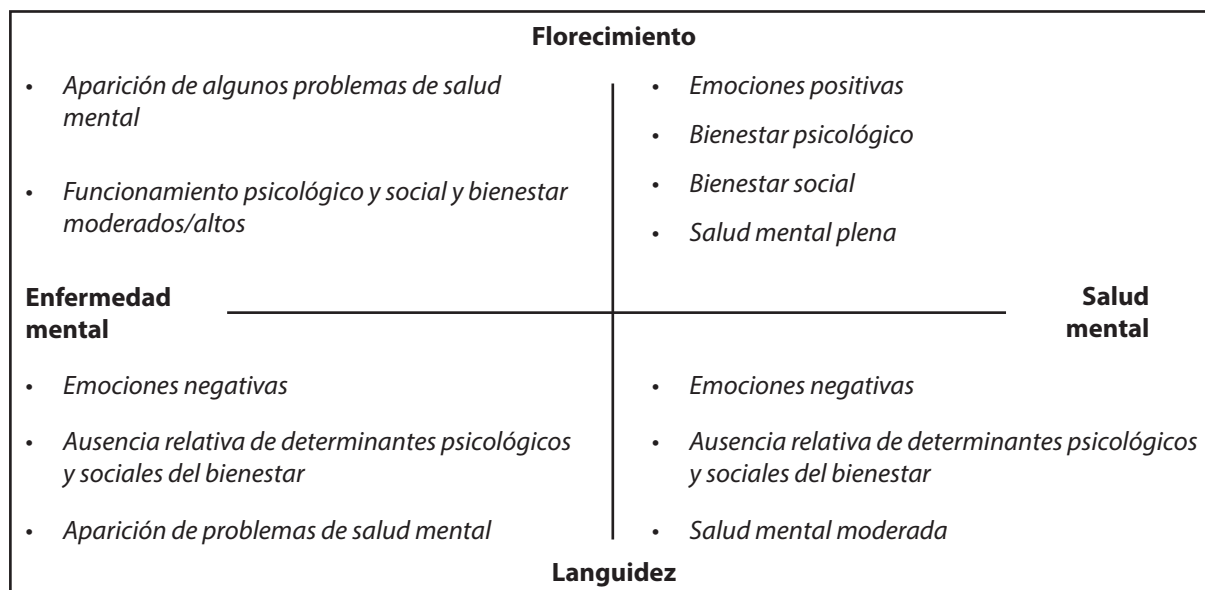 Florecimiento
• Aparición de algunos problemas de salud
mental
• Funcionamiento psicológico y social y bienestar
moderados/altos
• Emociones positivas
• Bienestar psicológico
• Bienestar social
• Salud mental plena
Enfermedad
mental
Salud
mental
• Emociones negativas
• Ausencia relativa de determinantes psicológicos
y sociales del bienestar
• Aparición de problemas de salud mental
• Emociones negativas
• Ausencia relativa de determinantes psicológicos
y sociales del bienestar
• Salud mental moderada
Languidez